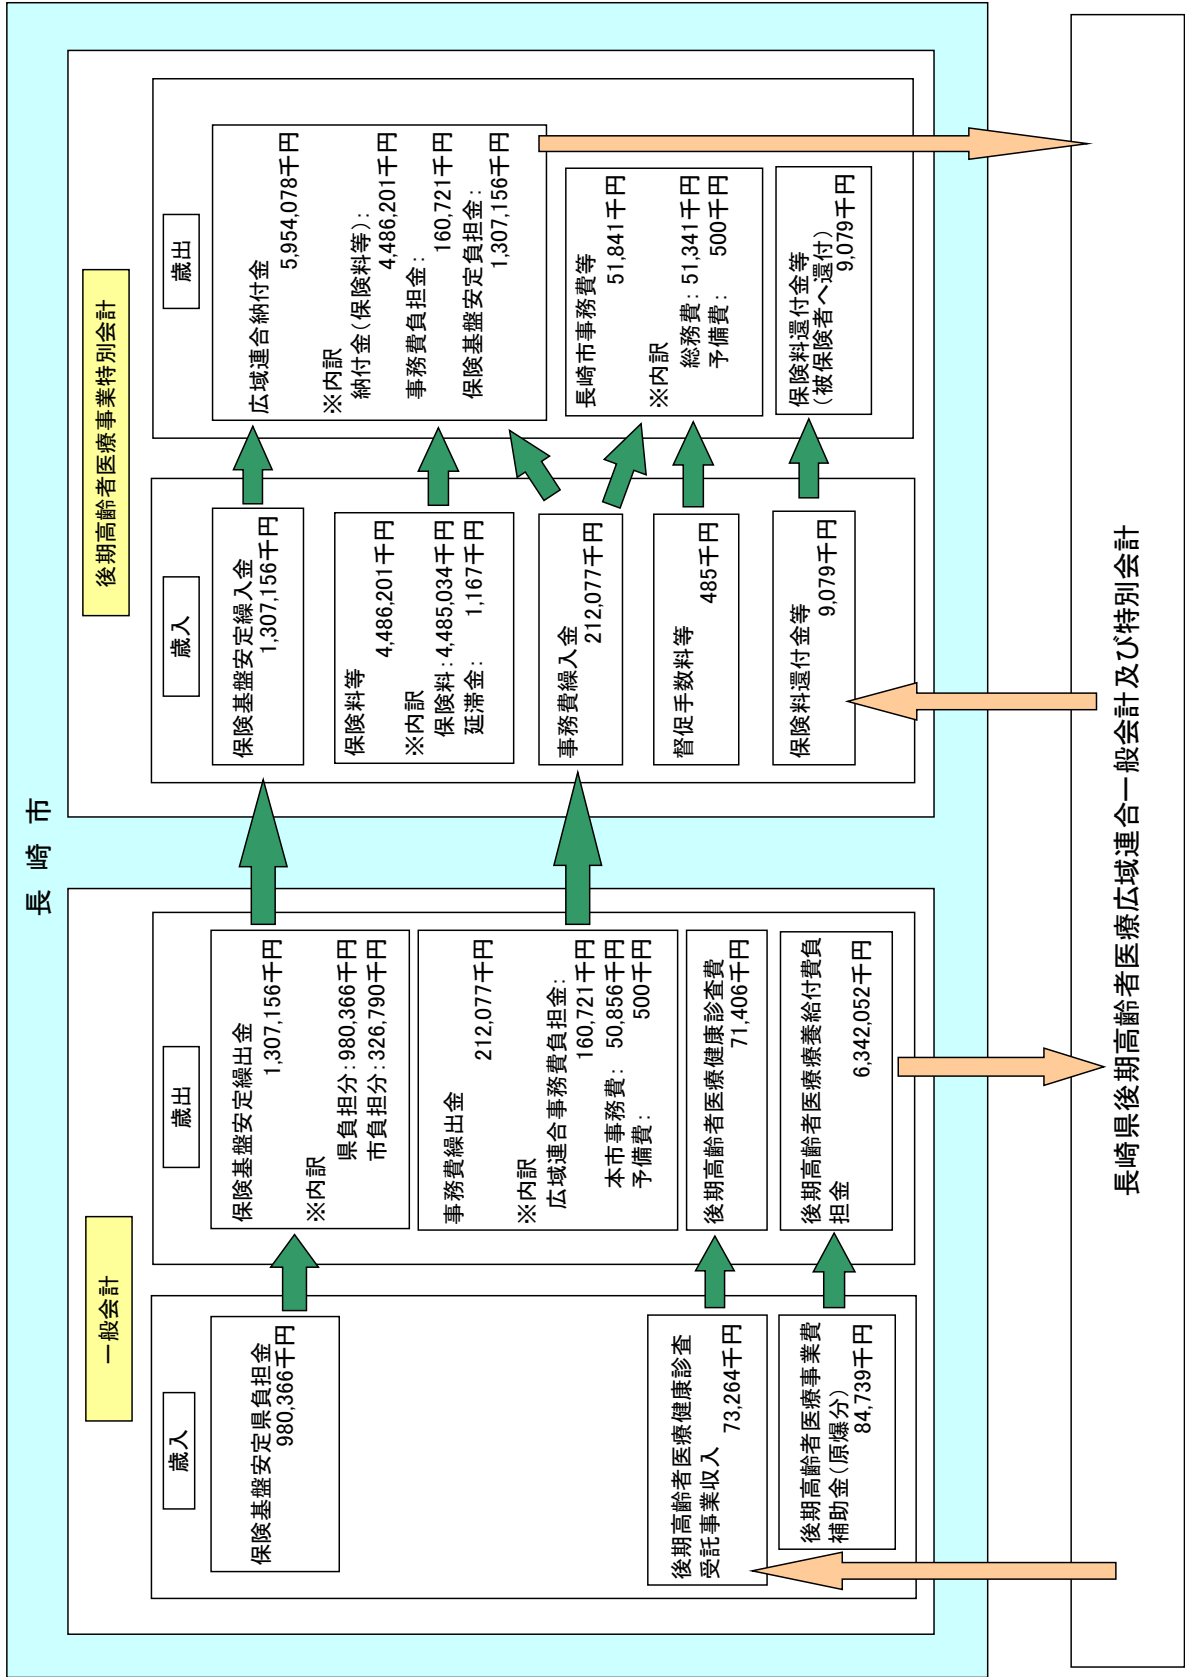 長崎市
一般会計
歳入
保険基盤安定県負担金
980,366千円
後期高齢者医療健康診査
受託事業収入
73,264千円
後期高齢者医療事業費
補助金(原爆分)
84,739千円
歳出
保険基盤安定繰出金
1,307,156千円
※内訳
県負担分：980,366千円
市負担分：326,790千円
事務費繰出金
212,077千円
※内訳
広域連合事務費負担金：
160,721千円
本市事務費： 50,856千円
予備費： 500千円
後期高齢者医療健康診査費
71,406千円
後期高齢者医療療養給付費負
担金
6,342,052千円
後期高齢者医療事業特別会計
歳入
保険基盤安定繰入金
1,307,156千円
保険料等
4,486,201千円
※内訳
保険料：4,485,034千円
延滞金： 1,167千円
事務費繰入金
212,077千円
督促手数料等
485千円
保険料還付金等
9,079千円
歳出
広域連合納付金
5,954,078千円
※内訳
納付金(保険料等)：
4,486,201千円
事務費負担金：
160,721千円
保険基盤安定負担金：
1,307,156千円
長崎市事務費等
51,841千円
※内訳
総務費：51,341千円
予備費： 500千円
保険料還付金等
(被保険者へ還付)
9,079千円
長崎県後期高齢者医療広域連合一般会計及び特別会計